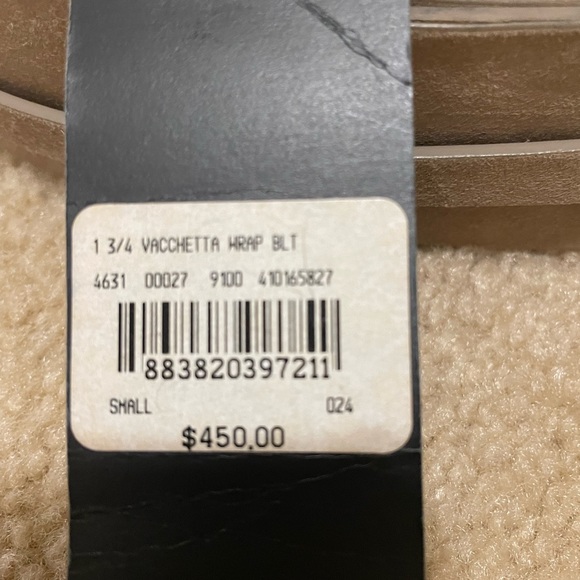 1 3/4 VACCHETTA WRAP BLT
4631 00027 9100 410165827
883820397211
SMALL 024
$450.00